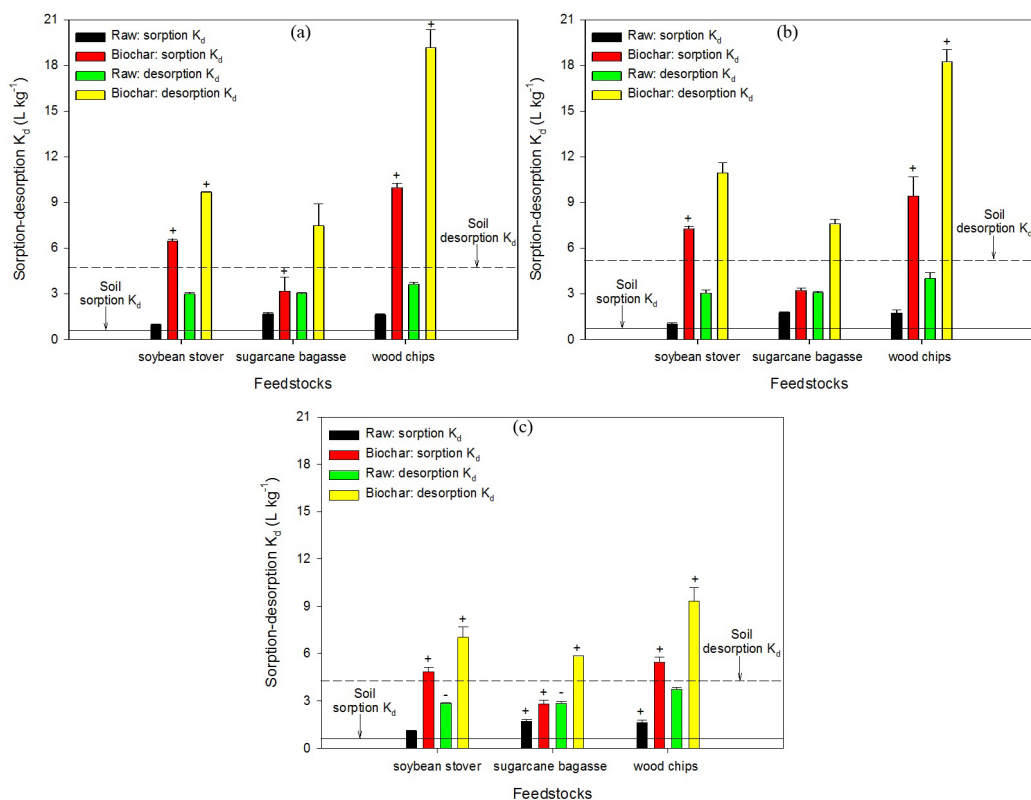 (a)
Raw: sorption Kd
Biochar: sorption Kd
Raw: desorption Kd
Biochar: desorption Kd
Sorption-desorption Kd (L kg-1)
21
18
15
12
9
6
3
0
+
+
+
+
+
Soil
desorption Kd
Soil
sorption Kd
soybean stover sugarcane bagasse wood chips
Feedstocks
(b)
Raw: sorption Kd
Biochar: sorption Kd
Raw: desorption Kd
Biochar: desorption Kd
Sorption-desorption Kd (L kg-1)
21
18
15
12
9
6
3
0
+
+
+
Soil
desorption Kd
Soil
sorption Kd
soybean stover sugarcane bagasse wood chips
Feedstocks
(c)
Raw: sorption Kd
Biochar: sorption Kd
Raw: desorption Kd
Biochar: desorption Kd
Sorption-desorption Kd (L kg-1)
21
18
15
12
9
6
3
0
+
-
+
+
+
-
+
+
+
+
Soil
desorption Kd
Soil
sorption Kd
soybean stover sugarcane bagasse wood chips
Feedstocks